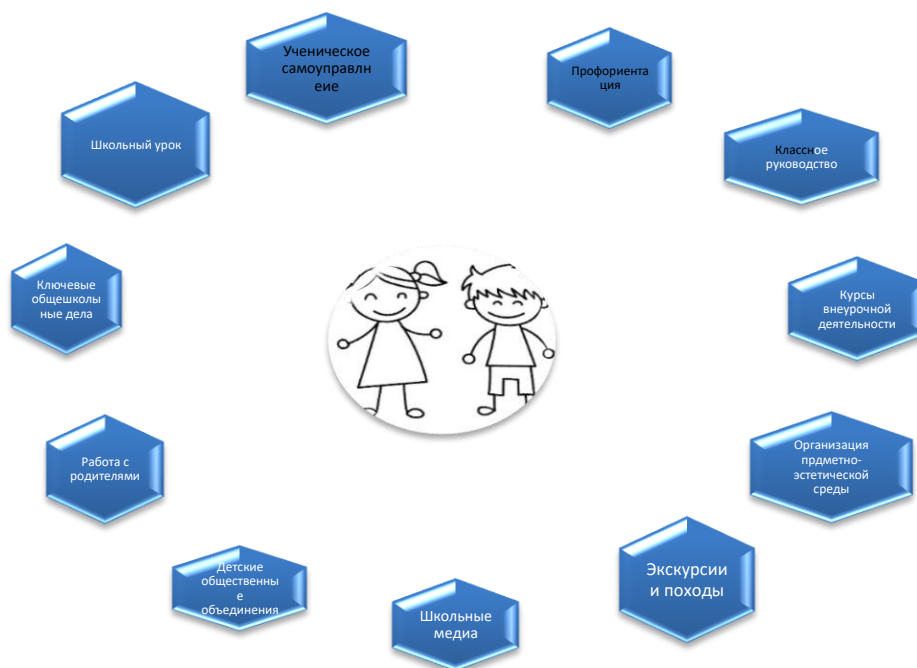 Ученическое
самоуправлн
еие
Профориента
ция
Школьный урок
Классное
руководство
Ключевые
общешколь
ные дела
Курсы
внеурочной
деятельности
Работа с
родителями
Организация
прдметно-
эстетической
среды
Экскурсии
и походы
Детские
общественны
е
объединения
Школьные
медиа